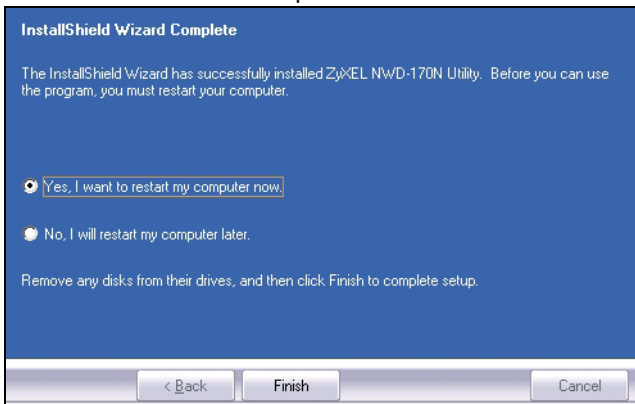 InstallShield Wizard Complete
The InstallShield Wizard has successfully installed ZyXEL NWD-170N Utility. Before you can use
the program, you must restart your computer.
Yes, I want to restart my computer now.
No, I will restart my computer later.
Remove any disks from their drives, and then click Finish to complete setup.
< Back Finish Cancel